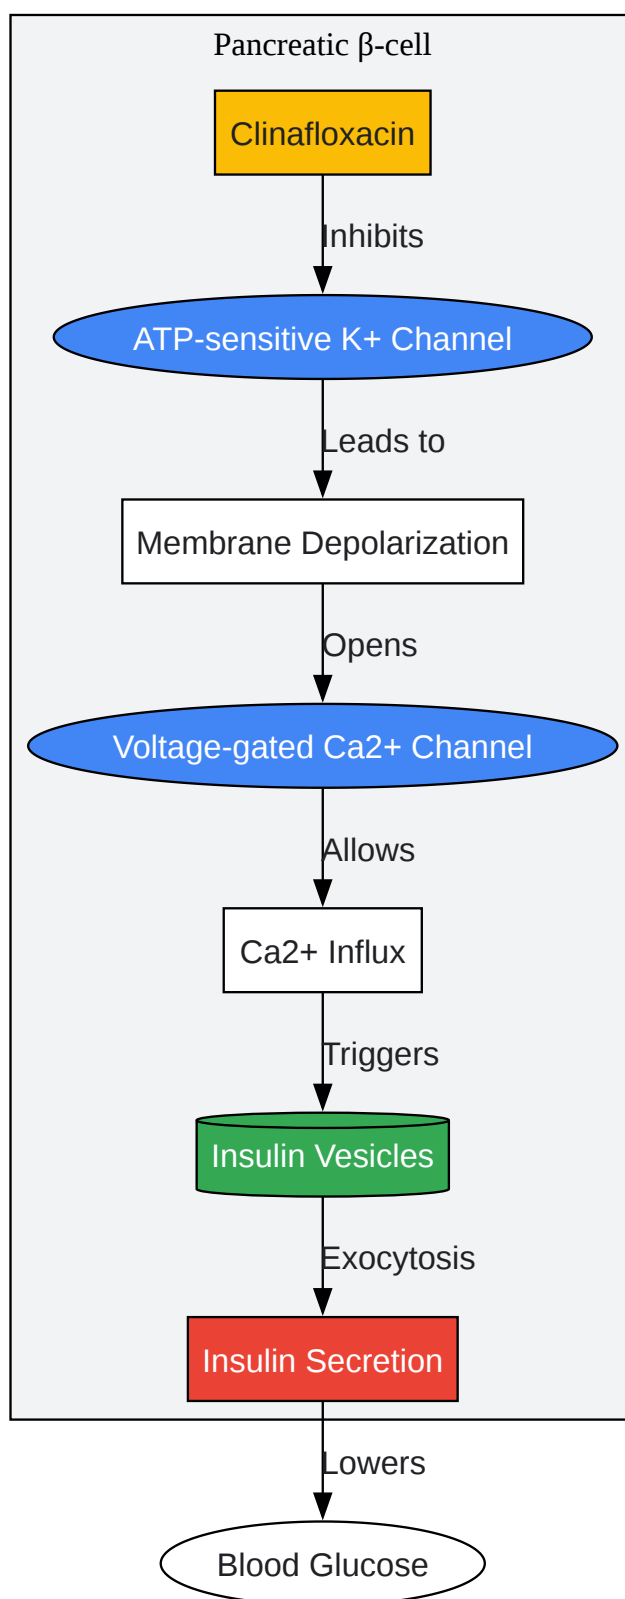 Pancreatic β-cell
Clinafloxacin
Inhibits
ATP-sensitive K+ Channel
Leads to
Membrane Depolarization
Opens
Voltage-gated Ca2+ Channel
Allows
Ca2+ Influx
Triggers
Insulin Vesicles
Exocytosis
Insulin Secretion
Lowers
Blood Glucose